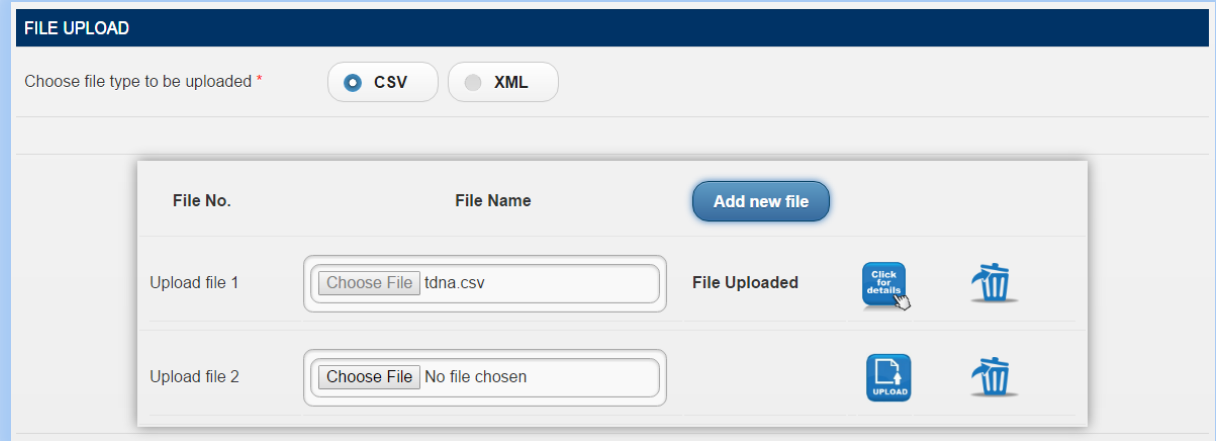 FILE UPLOAD
Choose file type to be uploaded *
CSV
XML
File No.
File Name
Add new file
Upload file 1
Choose File tdna.csv
File Uploaded
Click
for
details
Upload file 2
Choose File No file chosen
UPLOAD